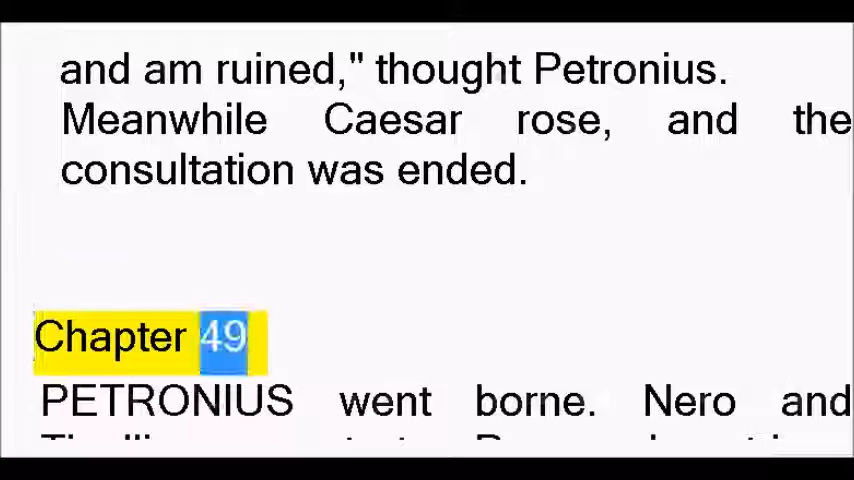 and am ruined," thought Petronius.
Meanwhile Caesar rose, and the
consultation was ended.
Chapter 49
PETRONIUS went borne. Nero and